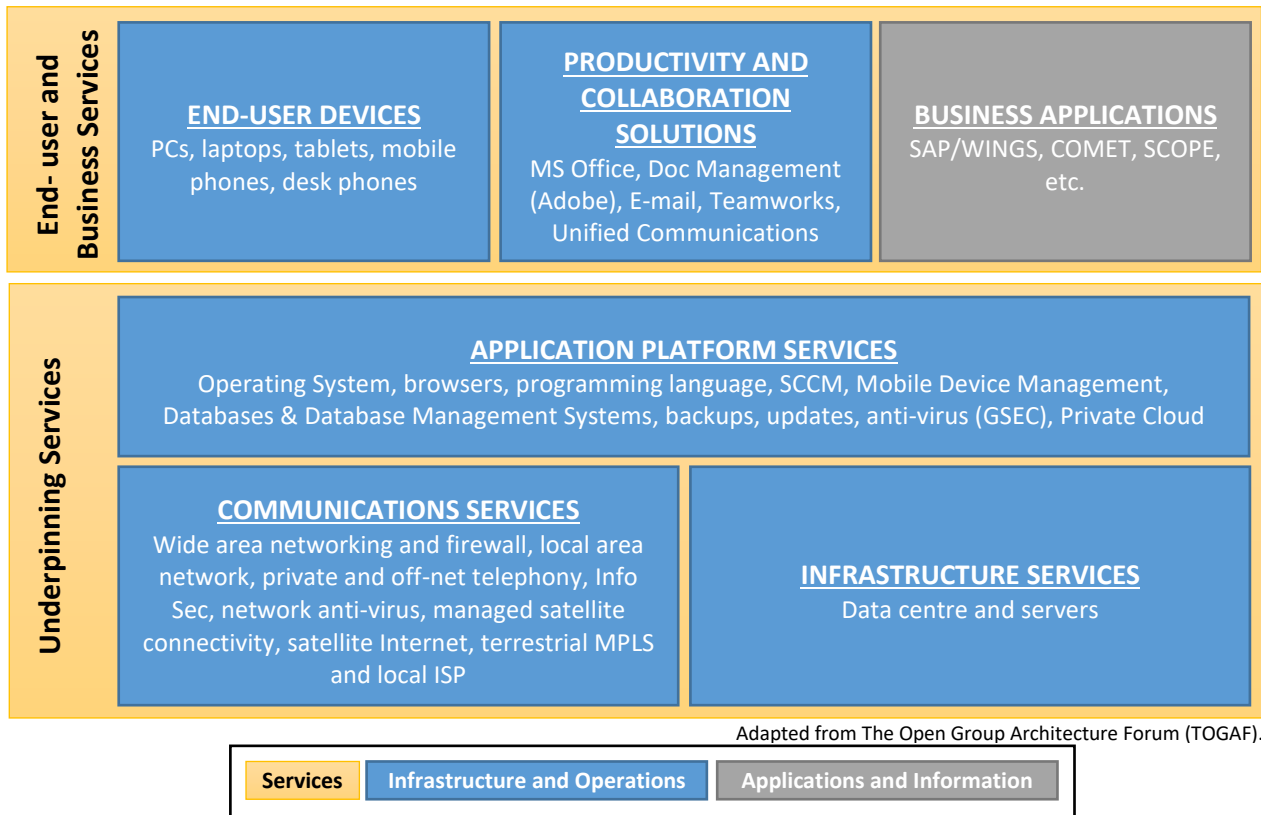 End- user and
Business Services
END-USER DEVICES
PCs, laptops, tablets, mobile
phones, desk phones
PRODUCTIVITY AND
COLLABORATION
SOLUTIONS
MS Office, Doc Management
(Adobe), E-mail, Teamworks,
Unified Communications
BUSINESS APPLICATIONS
SAP/WINGS, COMET, SCOPE,
etc.
Underpinning Services
APPLICATION PLATFORM SERVICES
Operating System, browsers, programming language, SCCM, Mobile Device Management,
Databases & Database Management Systems, backups, updates, anti-virus (GSEC), Private Cloud
COMMUNICATIONS SERVICES
Wide area networking and firewall, local area
network, private and off-net telephony, Info
Sec, network anti-virus, managed satellite
connectivity, satellite Internet, terrestrial MPLS
and local ISP
INFRASTRUCTURE SERVICES
Data centre and servers
Adapted from The Open Group Architecture Forum (TOGAF).
Services
Infrastructure and Operations
Applications and Information